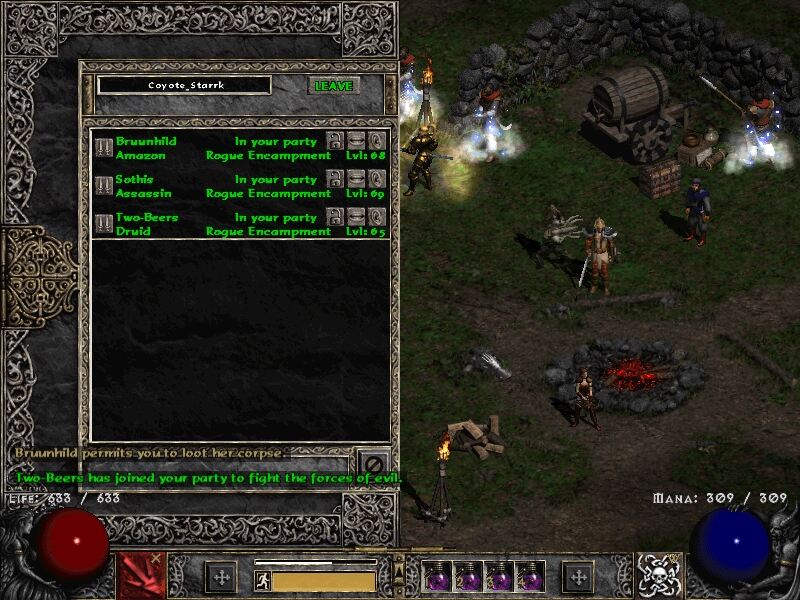 Coyote_Starrk
LEAVE
Bruunhild In your party
Amazon Rogue Encampment Lvl: 68
Sothis In your party
Assassin Rogue Encampment Lvl: 69
Two-Beers In your party
Druid Rogue Encampment Lvl: 65
Bruunhild permits you to loot her corpse.
Two-Beers has joined your party to fight the forces of evil.
Life: 633 / 633
Mana: 309 / 309